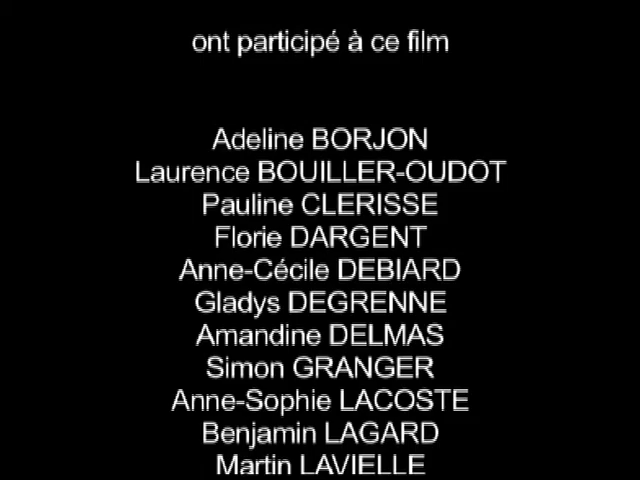 ont participé à ce film
Adeline BORJON
Laurence BOUILLER-OUDOT
Pauline CLERISSE
Florie DARGENT
Anne-Cécile DEBIARD
Gladys DEGRENNE
Amandine DELMAS
Simon GRANGER
Anne-Sophie LACOSTE
Benjamin LAGARD
Martin LAVIELLE